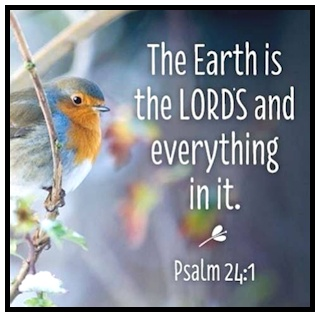 The Earth is
the LORD'S and
everything
in it.
Psalm 24:1